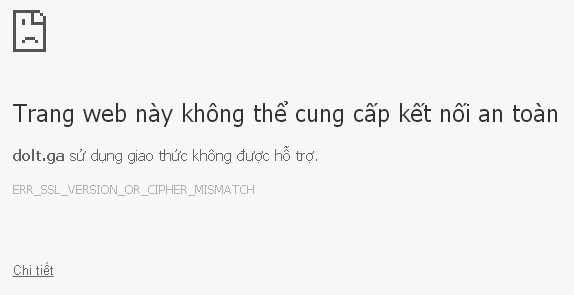 Trang web này không thể cung cấp kết nối an toàn
dolt.ga sử dụng giao thức không được hỗ trợ.
ERR_SSL_VERSION_OR_CIPHER_MISMATCH
Chi tiết